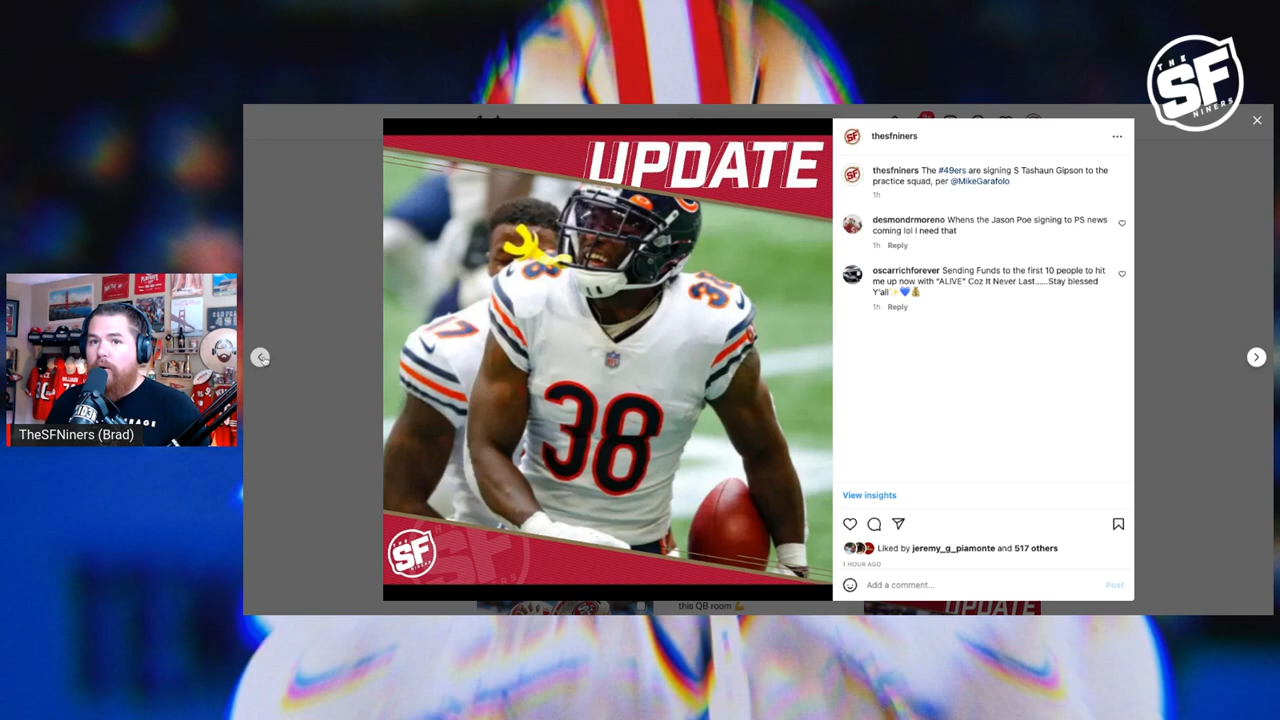 THE
SF
NINERS
UPDATE
thesfniners
thesfniners The #49ers are signing S Tashaun Gipson to the
practice squad, per @MikeGarafolo
1h
desmondrmoreno Whens the Jason Poe signing to PS news
coming lol I need that
1h Reply
oscarrichforever Sending Funds to the first 10 people to hit
me up now with "ALIVE" Coz It Never Last......Stay blessed
Y'all✨💙💰
1h Reply
38
38
17
38
SF
TheSFNiners (Brad)
View insights
Liked by jeremy_g_piamonte and 517 others
1 HOUR AGO
Add a comment...
Post
this QB room 💪
UPDATE